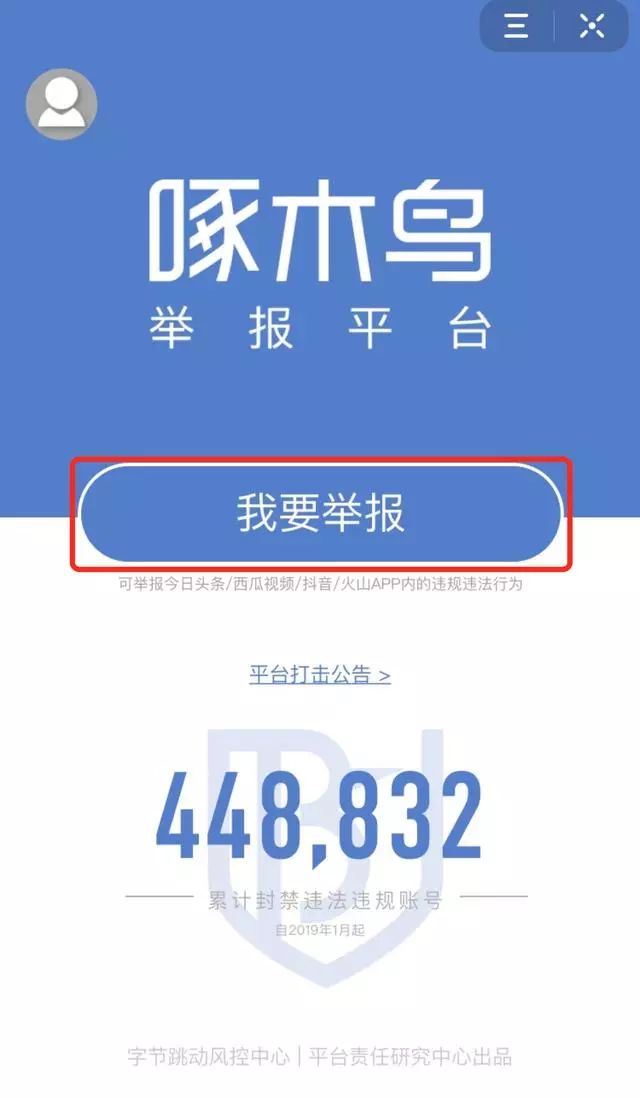 啄木鸟
举报平台
我要举报
可举报今日头条/西瓜视频/抖音/火山APP内的违规违法行为
平台打击公告 >
448,832
累计封禁违法违规账号
自2019年1月起
字节跳动风控中心 | 平台责任研究中心出品